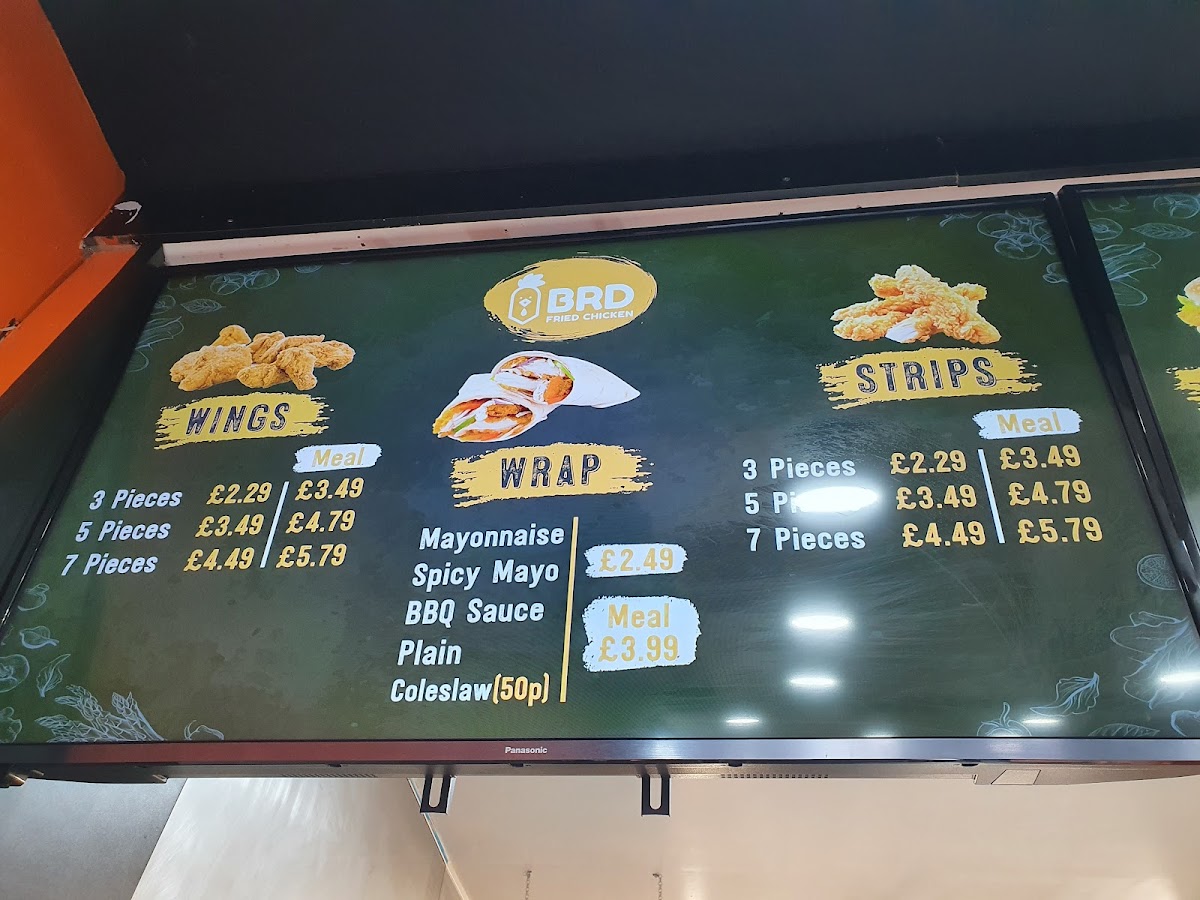 BRD
FRIED CHICKEN
WINGS
Meal
3 Pieces £2.29 £3.49
5 Pieces £3.49 £4.79
7 Pieces £4.49 £5.79
WRAP
Mayonnaise
Spicy Mayo
BBQ Sauce
Plain
Coleslaw(50p)
£2.49
Meal
£3.99
STRIPS
Meal
3 Pieces £2.29 £3.49
5 £3.49 £4.79
7 Pieces £4.49 £5.79
Panasonic